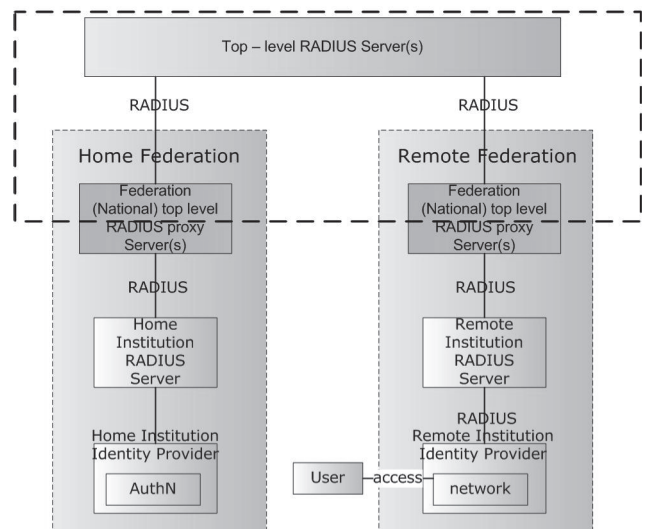 Top – level RADIUS Server(s)
RADIUS
RADIUS
Home Federation
Remote Federation
Federation
(National) top level
RADIUS proxy
Server(s)
Federation
(National) top level
RADIUS proxy
Server(s)
RADIUS
RADIUS
Home
Institution
RADIUS
Server
Remote
Institution
RADIUS
Server
RADIUS
Home Institution
Identity Provider
Remote Institution
Identity Provider
AuthN
User
access
network